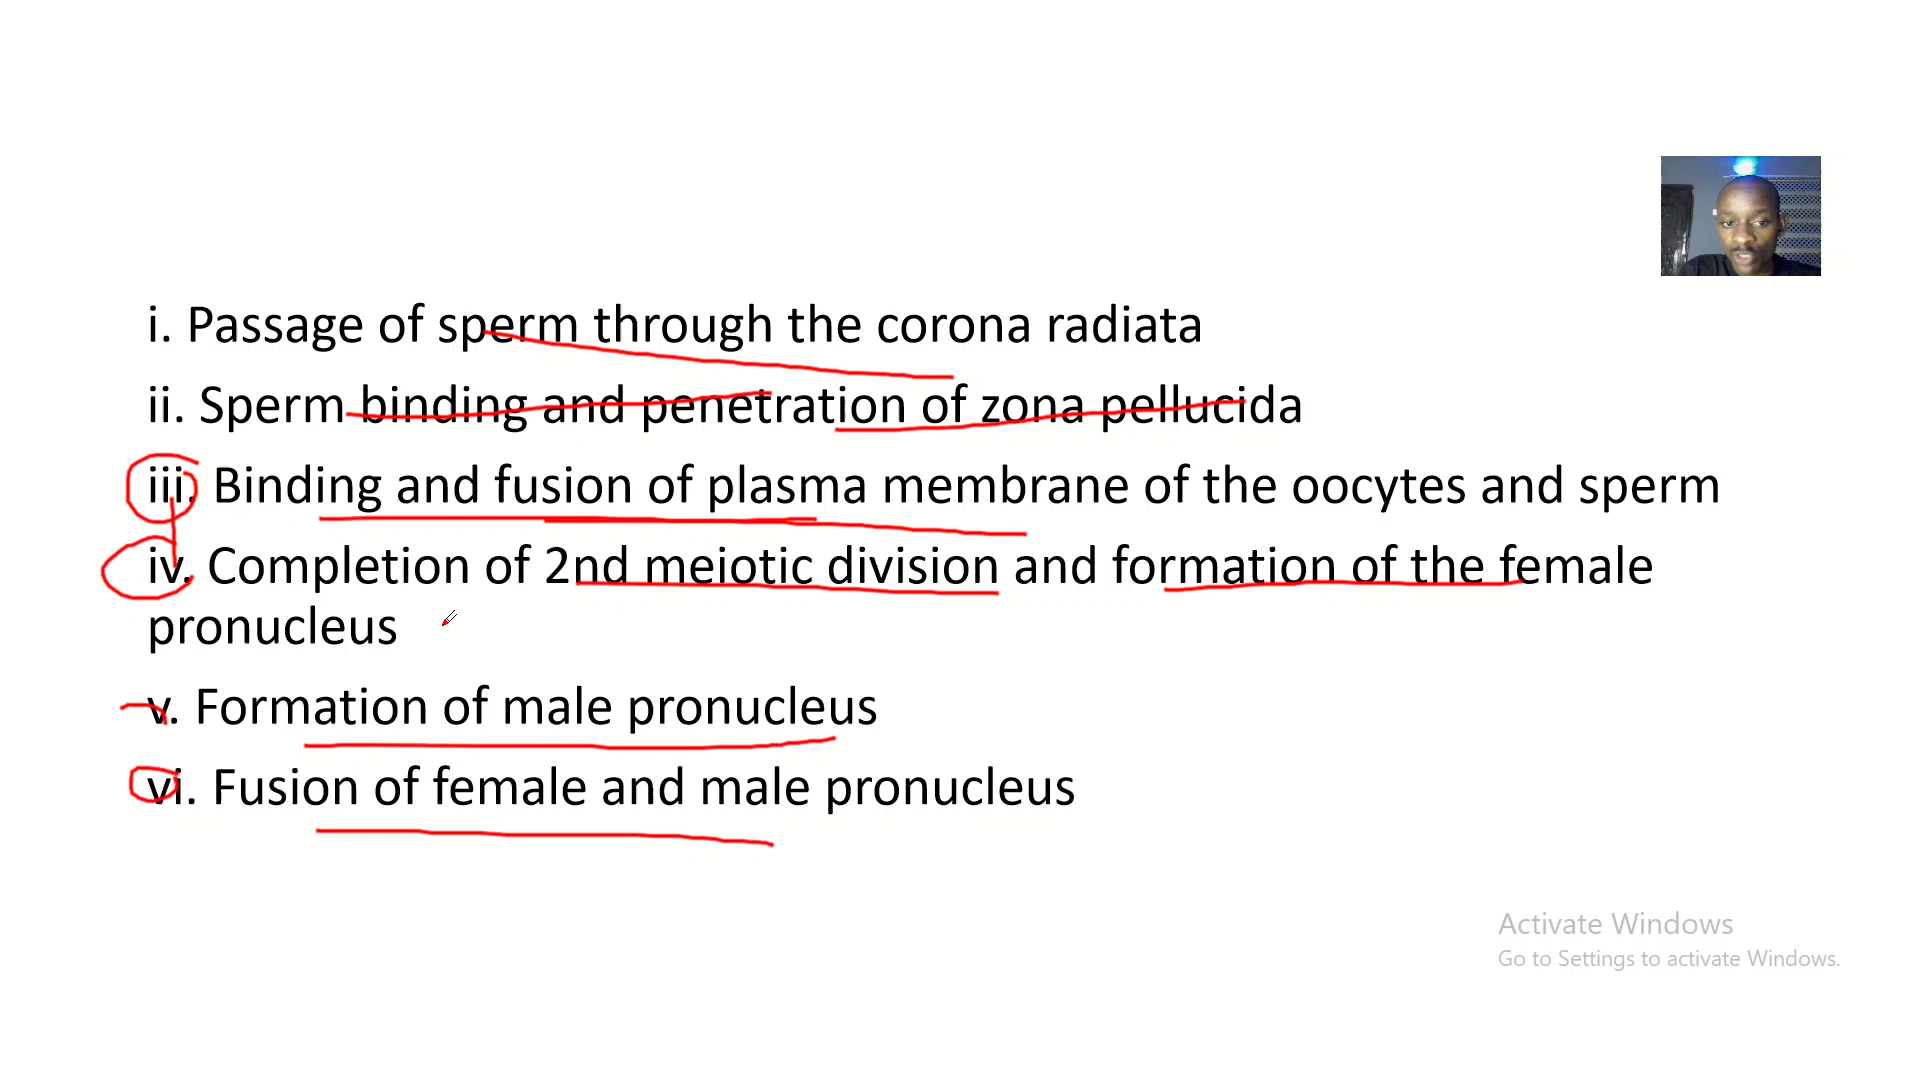 i. Passage of sperm through the corona radiata
ii. Sperm binding and penetration of zona pellucida
iii. Binding and fusion of plasma membrane of the oocytes and sperm
iv. Completion of 2nd meiotic division and formation of the female
pronucleus
v. Formation of male pronucleus
vi. Fusion of female and male pronucleus
Activate Windows
Go to Settings to activate Windows.